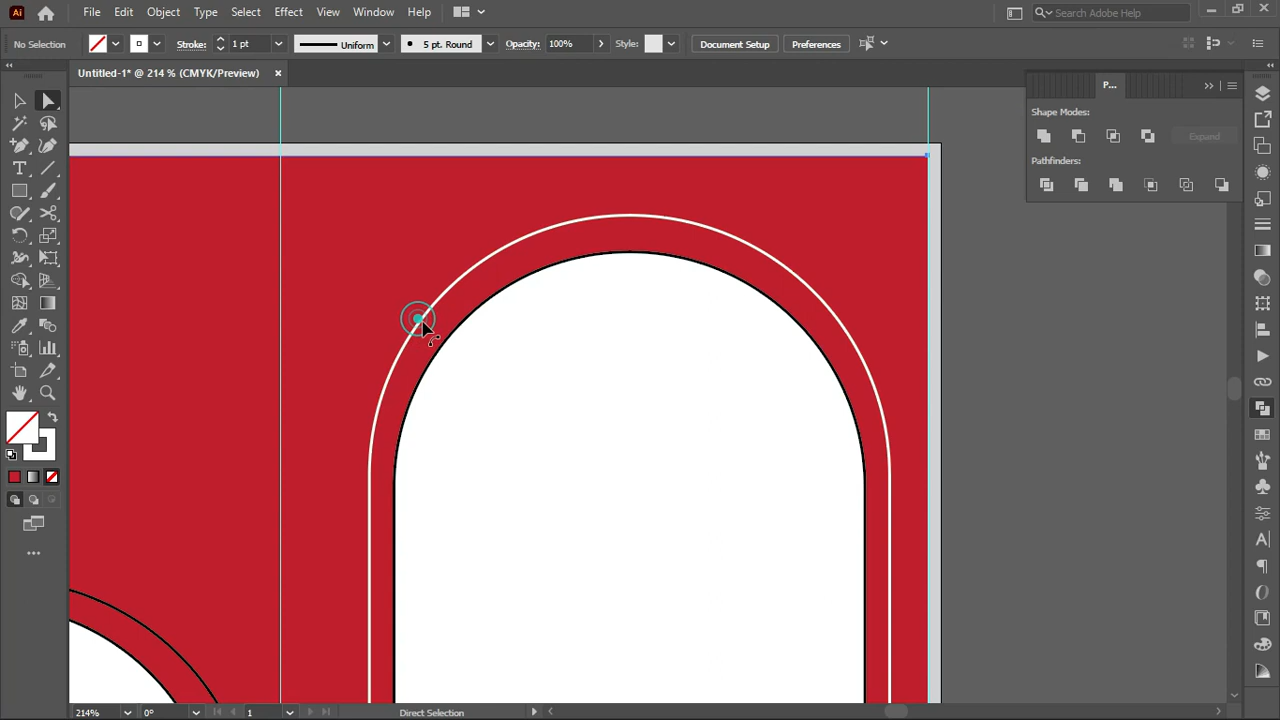 Ai File Edit Object Type Select Effect View Window Help Search Adobe Help
No Selection Stroke: 1 pt Uniform 5 pt. Round Opacity: 100% Style: Document Setup Preferences
Untitled-1* @ 214 % (CMYK/Preview) ×
P...
Shape Modes:
Expand
Pathfinders:
214% 0° 1 Direct Selection